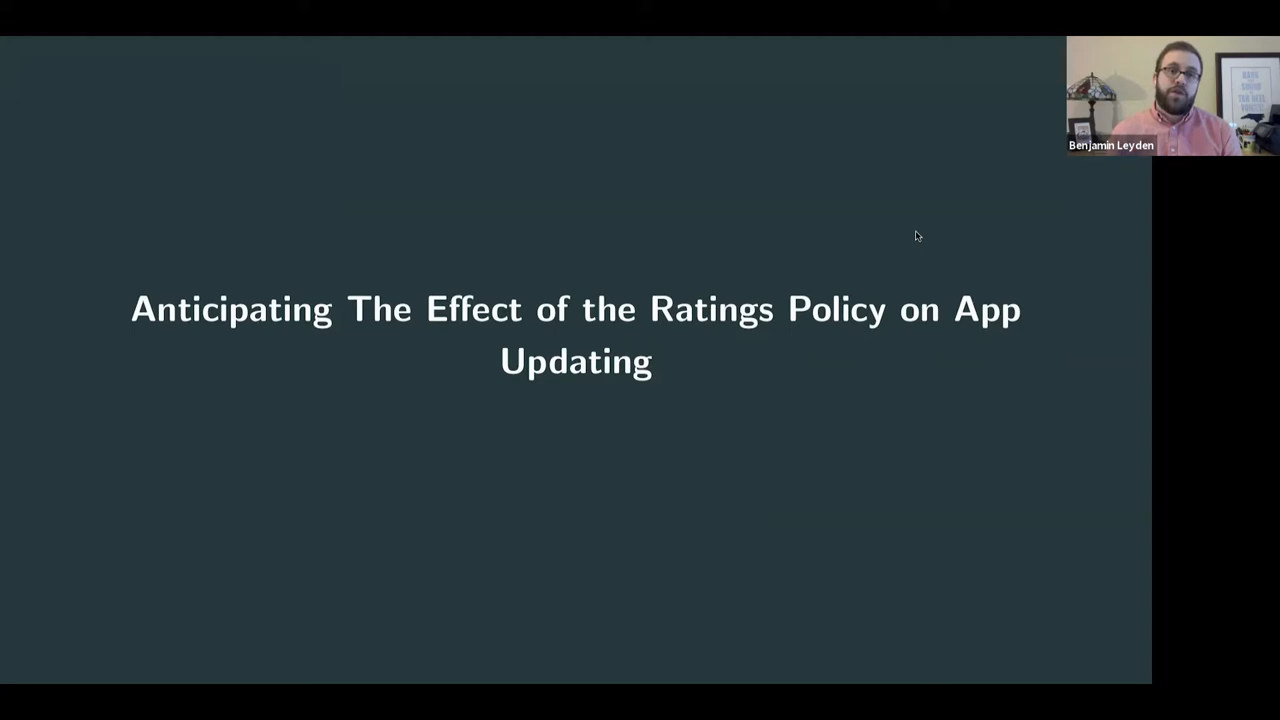 Anticipating The Effect of the Ratings Policy on App
Updating
Benjamin Leyden